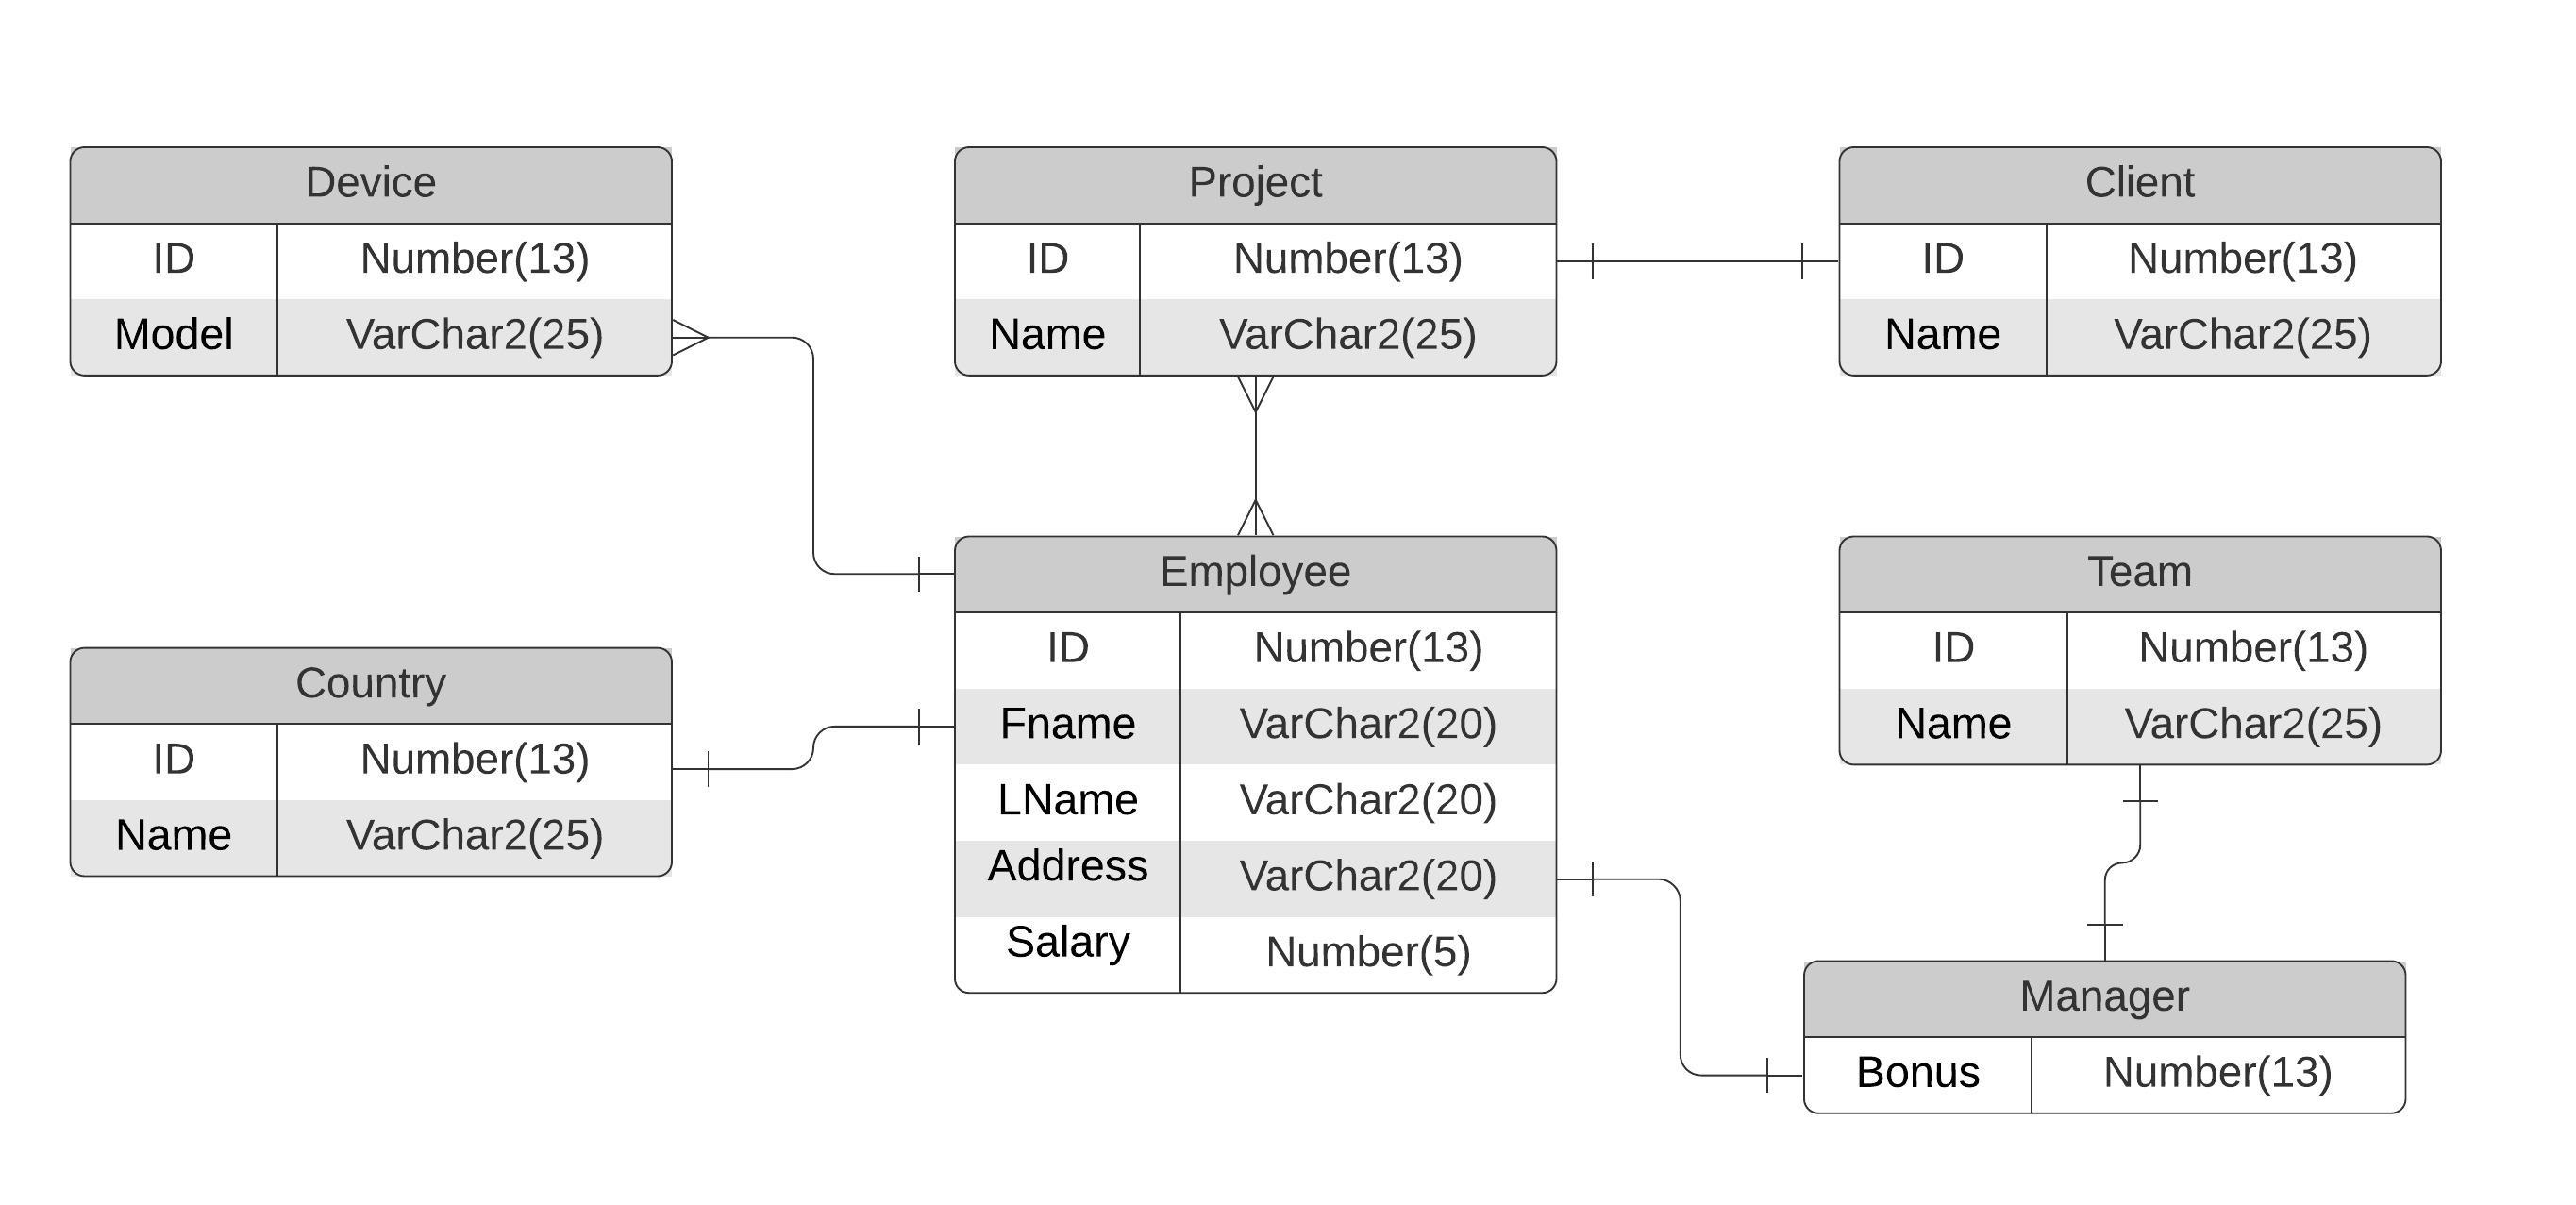 Device
ID Number(13)
Model VarChar2(25)
Project
ID Number(13)
Name VarChar2(25)
Client
ID Number(13)
Name VarChar2(25)
Country
ID Number(13)
Name VarChar2(25)
Employee
ID Number(13)
Fname VarChar2(20)
LName VarChar2(20)
Address VarChar2(20)
Salary Number(5)
Team
ID Number(13)
Name VarChar2(25)
Manager
Bonus Number(13)